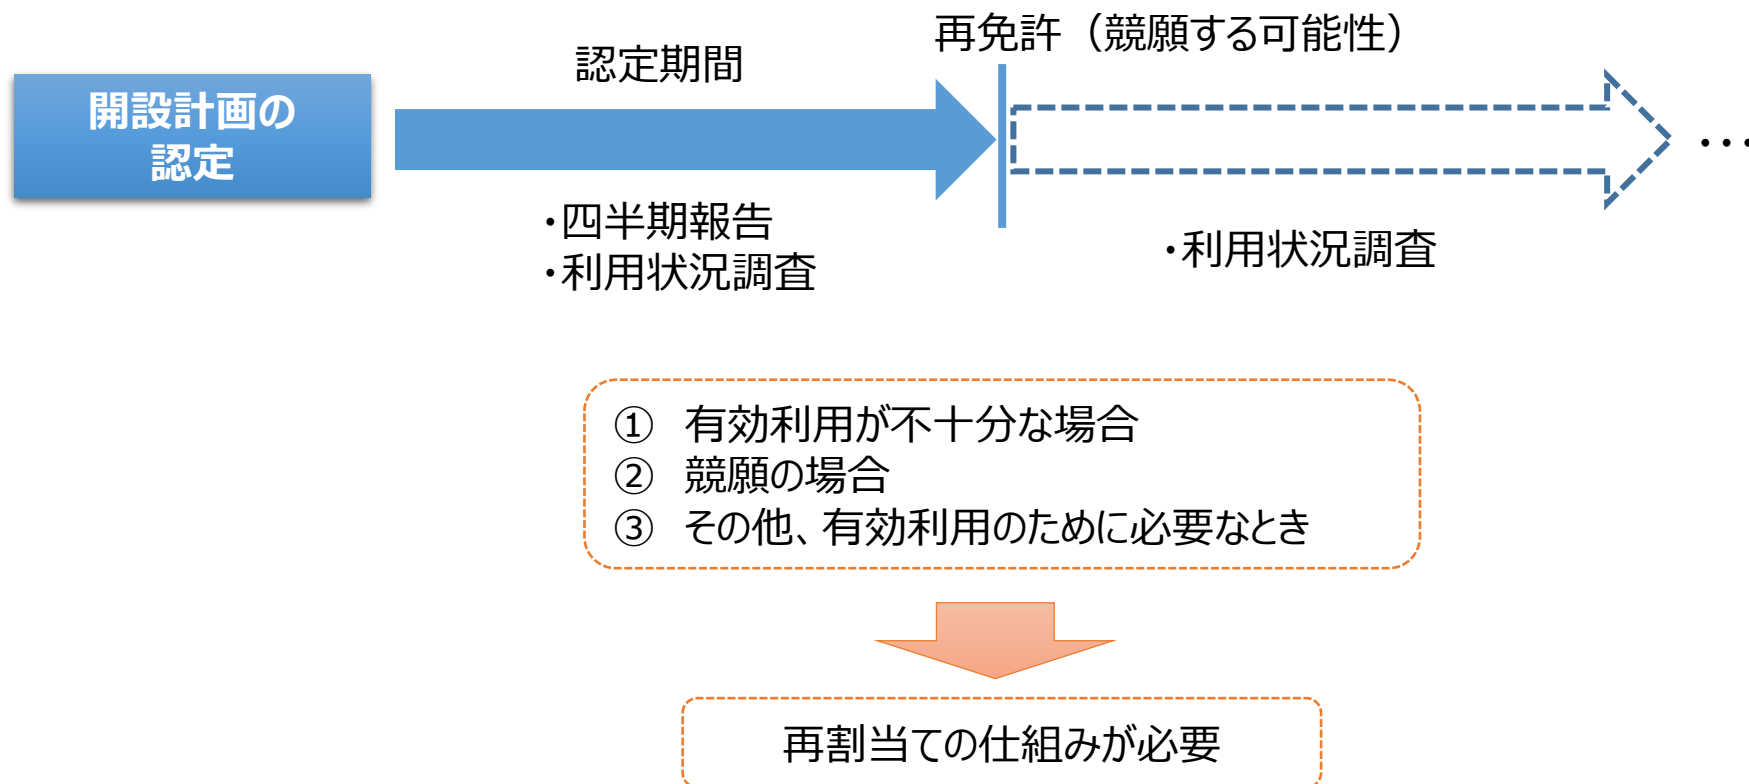 再免許（競願する可能性）
認定期間
開設計画の
認定
…
・四半期報告
・利用状況調査
・利用状況調査
① 有効利用が不十分な場合
② 競願の場合
③ その他、有効利用のために必要なとき
再割当ての仕組みが必要